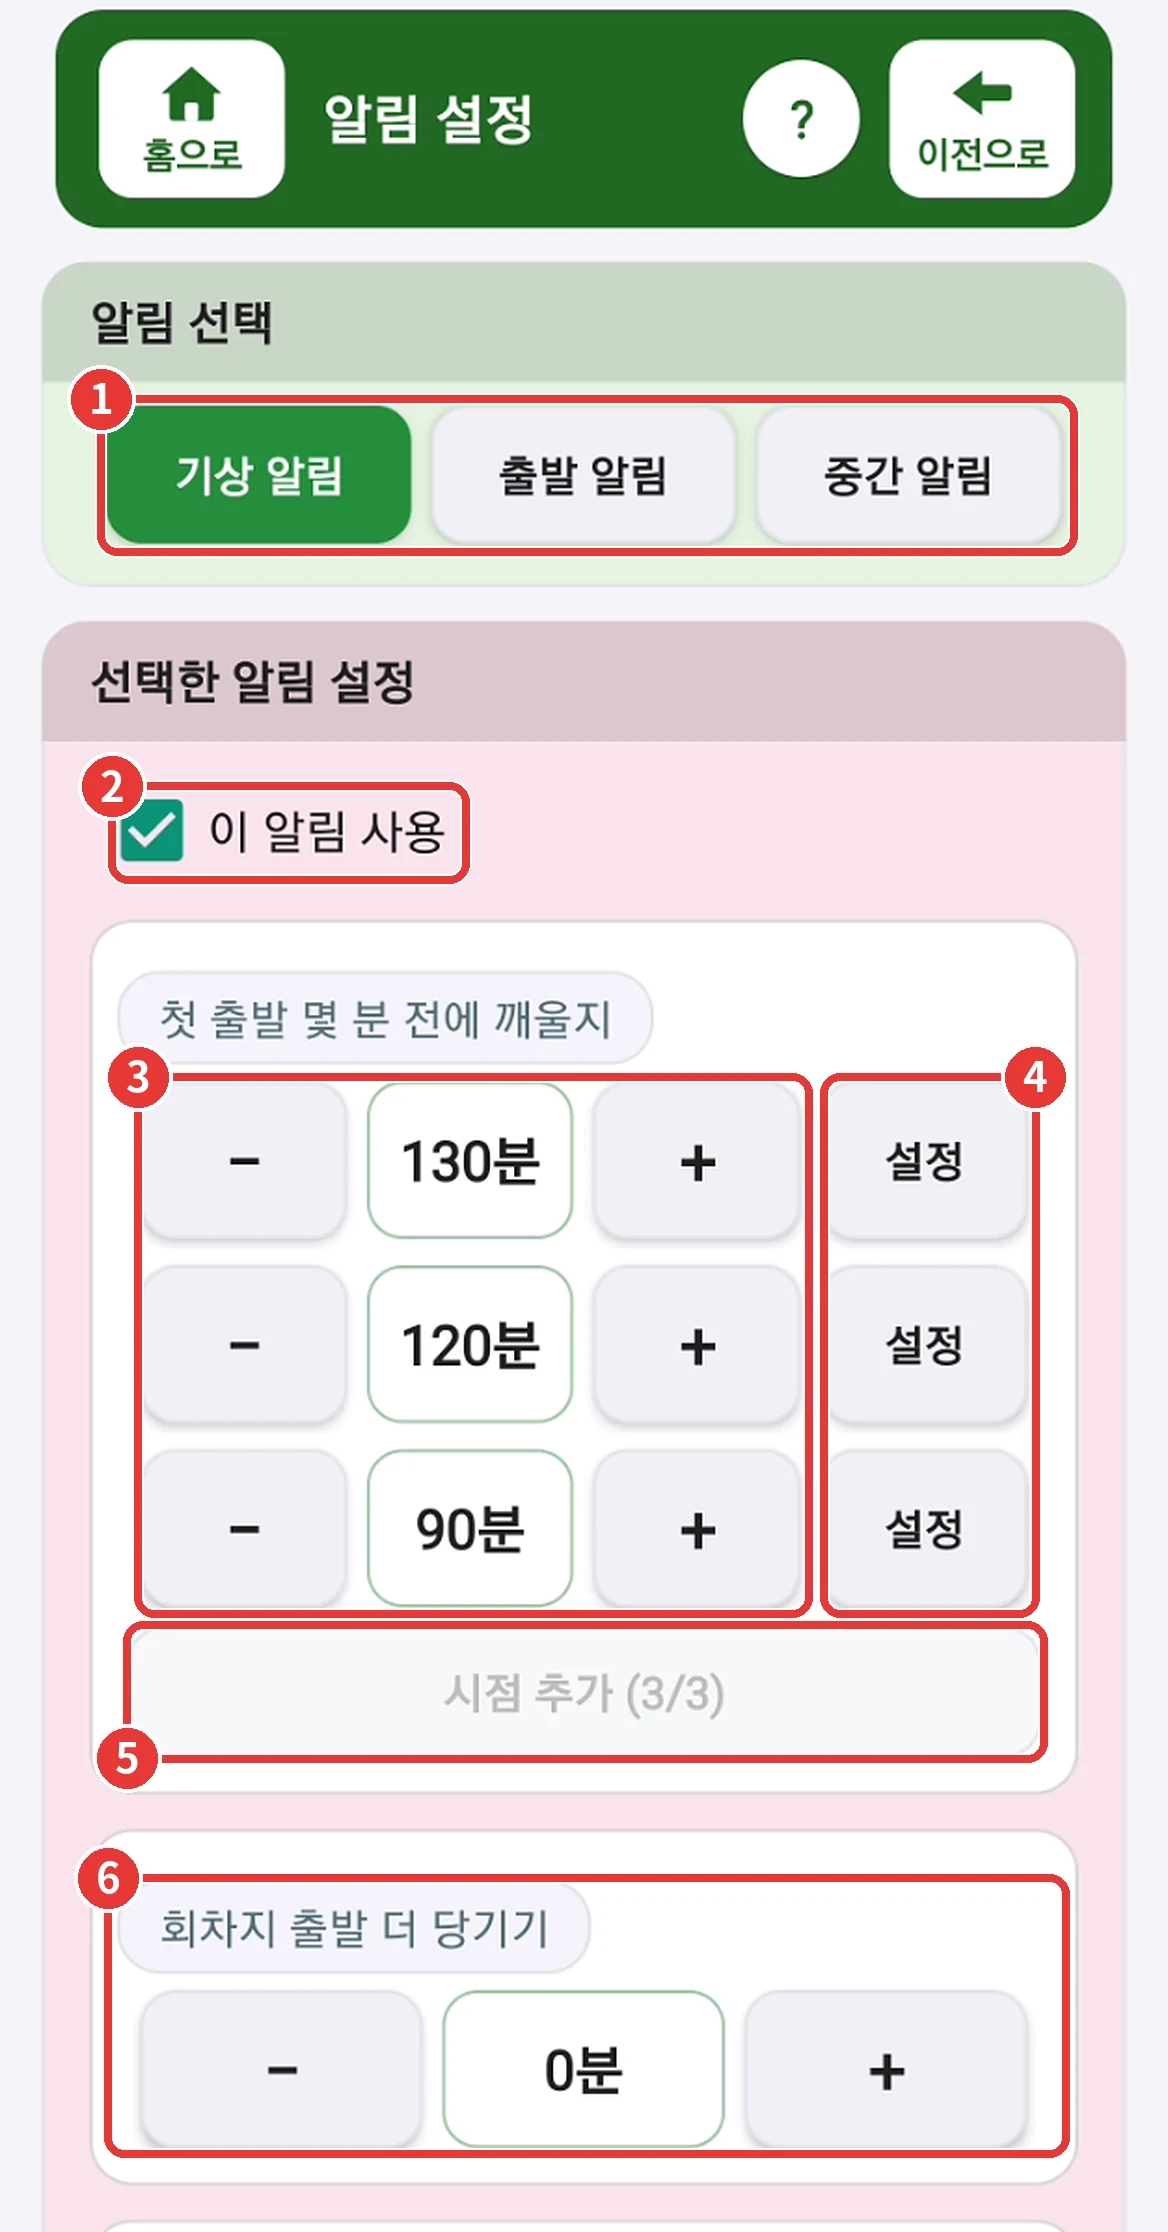 홈으로
알림 설정
?
이전으로
알림 선택
1
기상 알림
출발 알림
중간 알림
선택한 알림 설정
2
이 알림 사용
첫 출발 몇 분 전에 깨울지
3
4
− 130분 + 설정
− 120분 + 설정
− 90분 + 설정
시점 추가 (3/3)
5
6
회차지 출발 더 당기기
− 0분 +